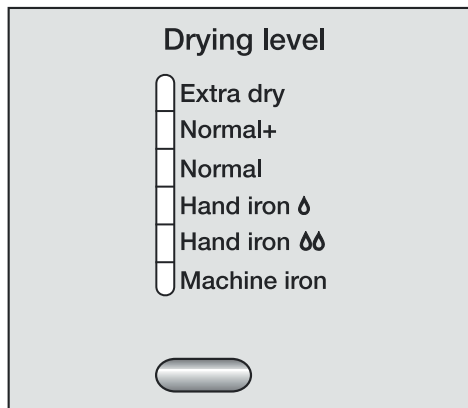 Drying level
Extra dry
Normal+
Normal
Hand iron 💧
Hand iron 💧💧
Machine iron